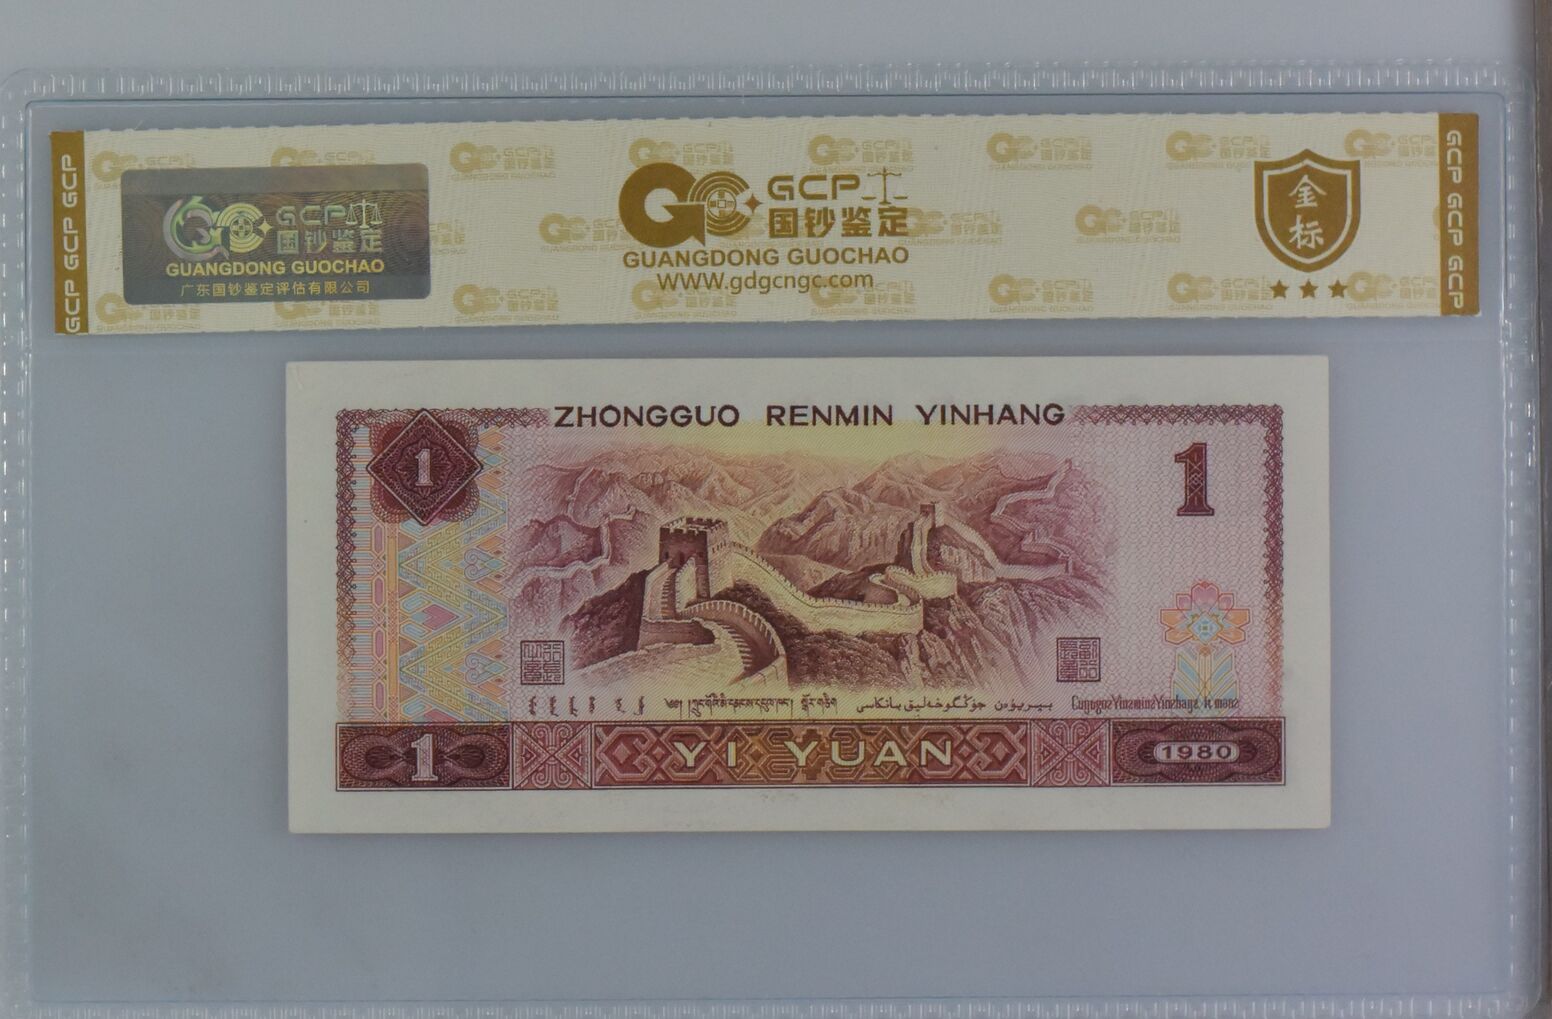 GCP GCP GCP
GCP
国钞鉴定
GUANGDONG GUOCHAO
广东国钞鉴定评估有限公司
GCP
国钞鉴定
GUANGDONG GUOCHAO
WWW.gdgcngc.com
金标
GCP GCP GCP
ZHONGGUO RENMIN YINHANG
1
1
1
YI YUAN
1980